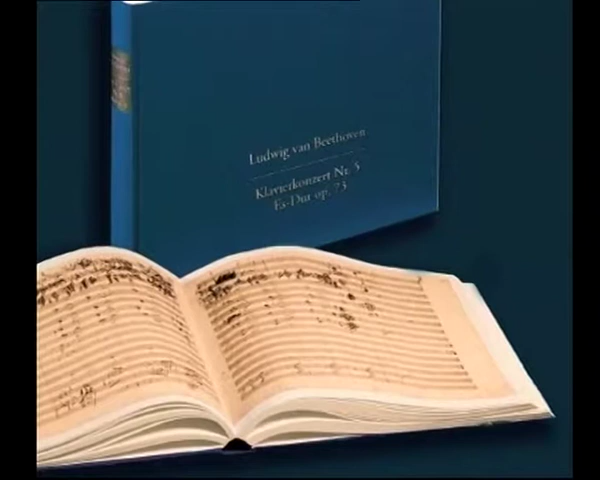 Ludwig van Beethoven
Klavierkonzert Nr. 5
Es-Dur op. 73